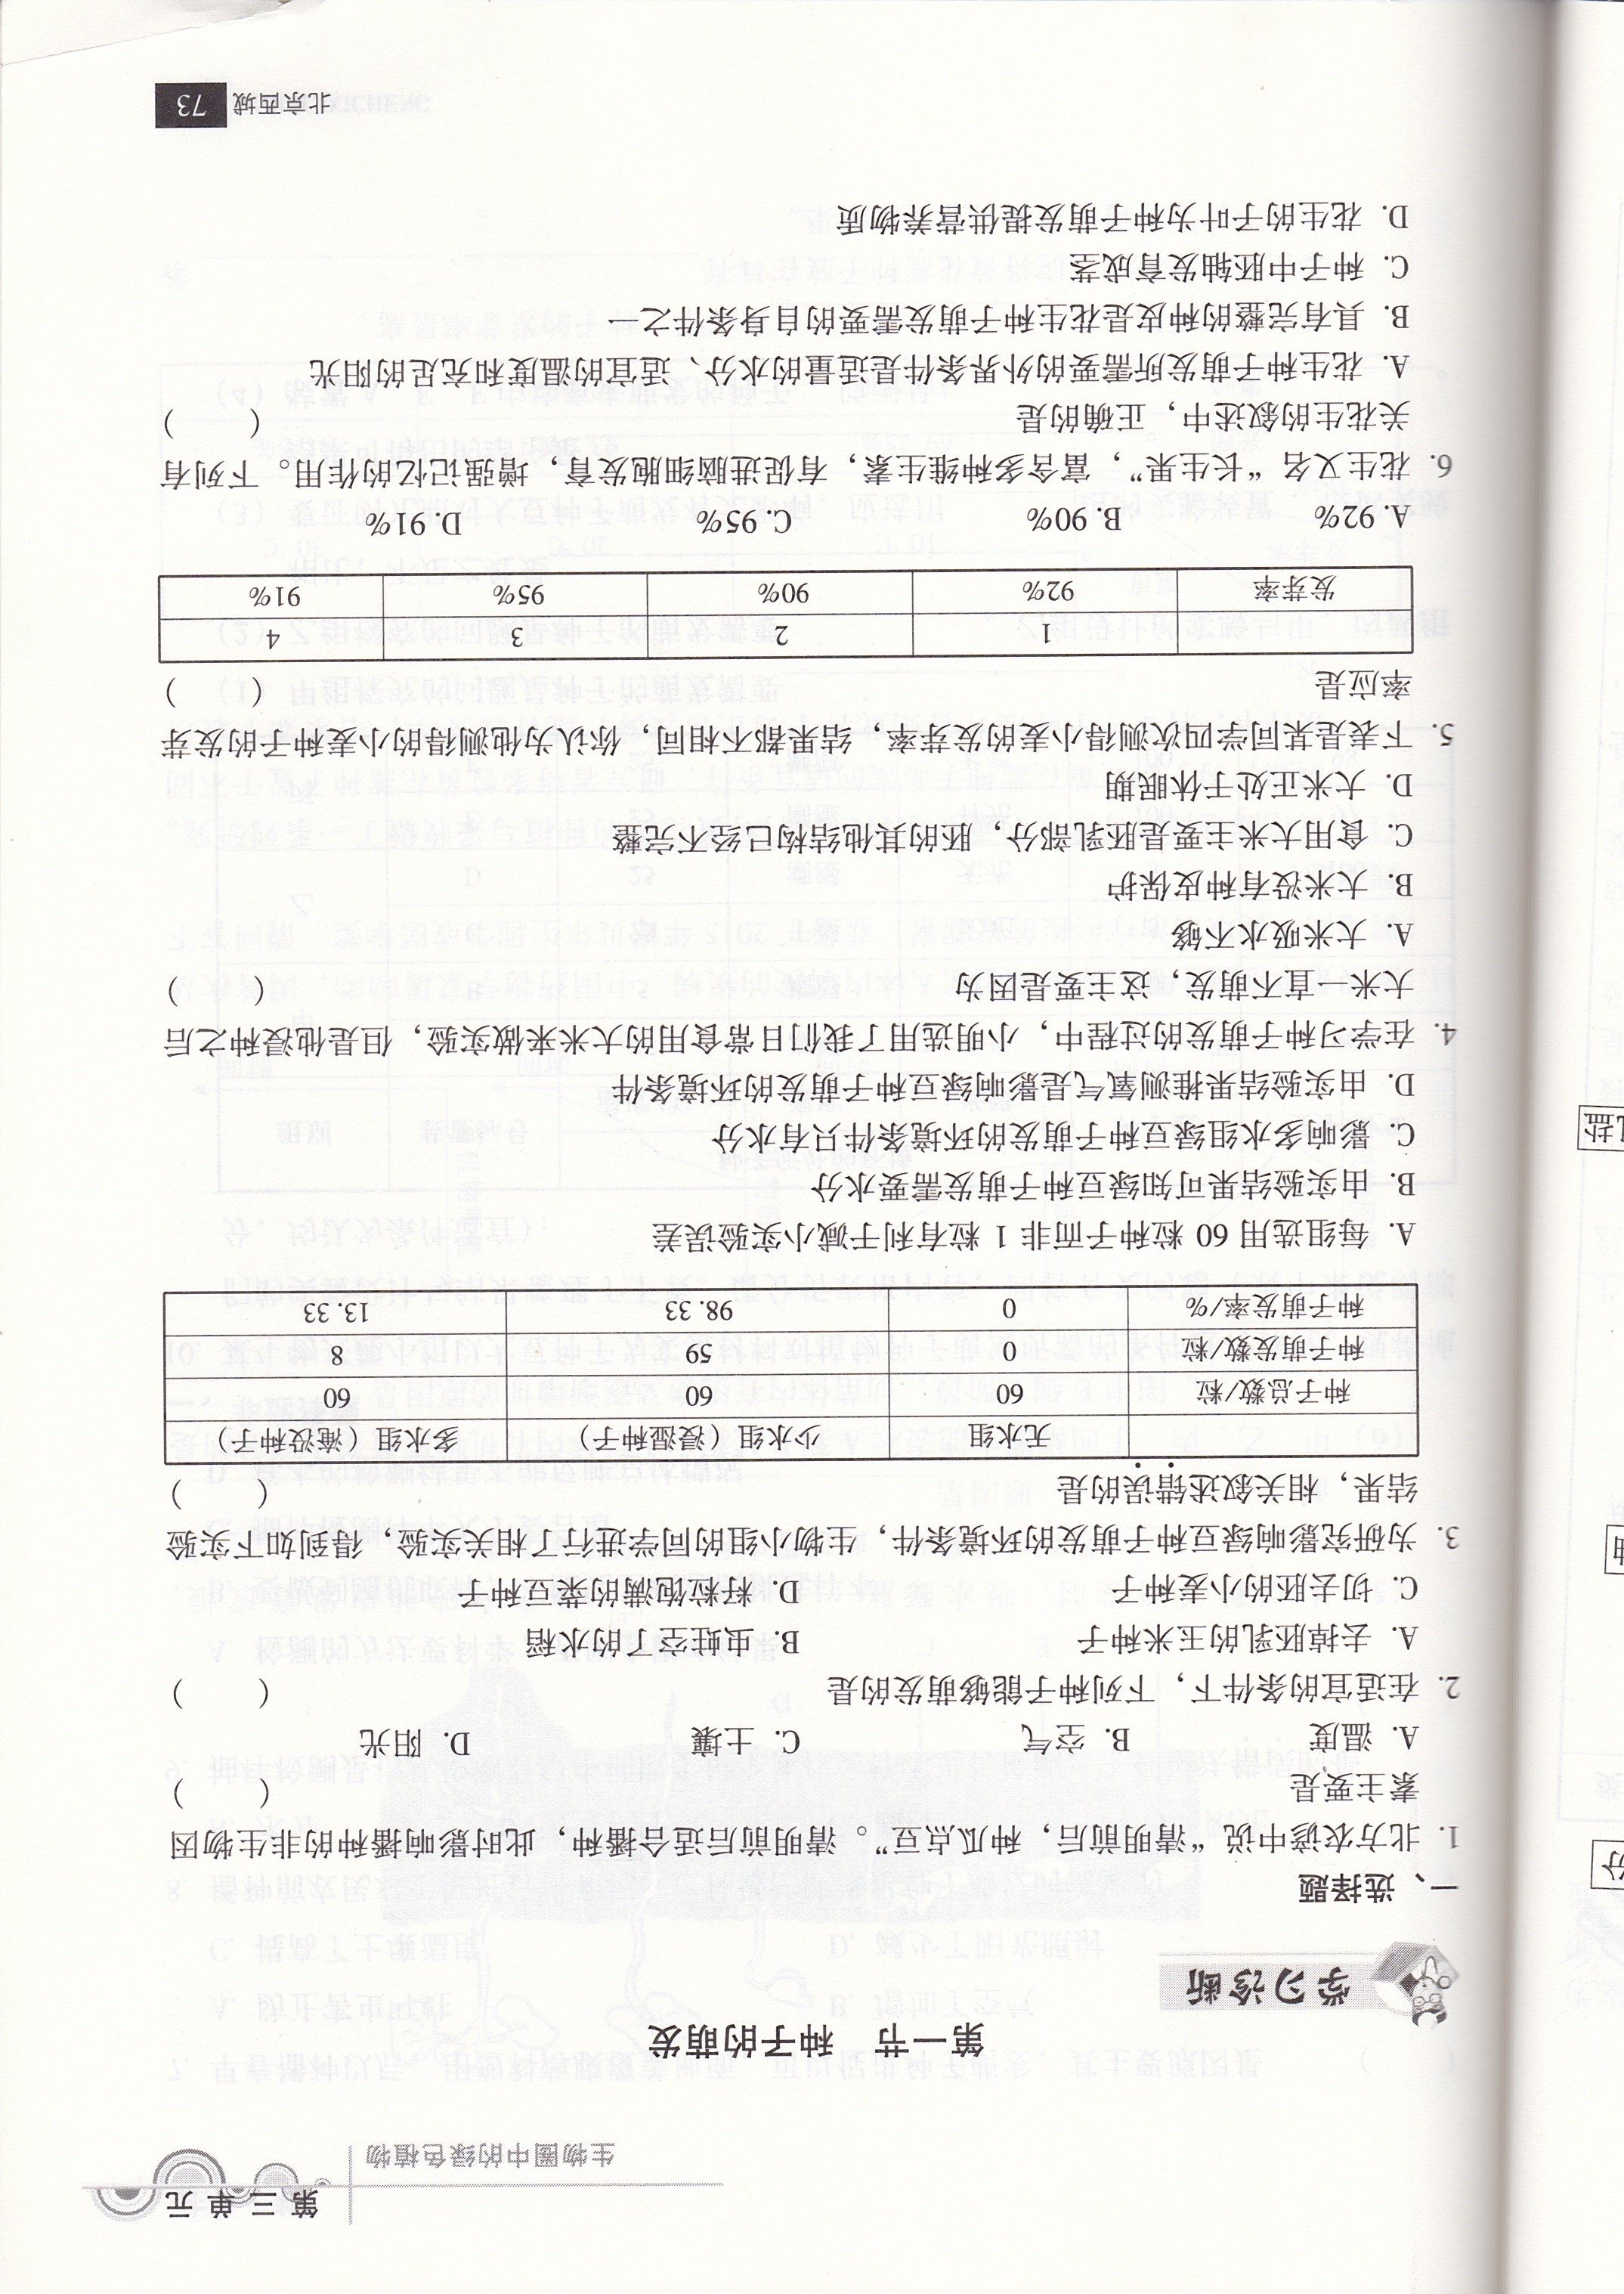 第三单元
生物圈中的绿色植物
第一节 种子的萌发
学习诊断
一、选择题
1. 北方农谚中说“清明前后，种瓜点豆”。清明前后适合播种，此时影响播种的非生物因
素主要是 （ ）
A. 温度 B. 空气 C. 土壤 D. 阳光
2. 在适宜的条件下，下列种子能够萌发的是 （ ）
A. 去掉胚乳的玉米种子 B. 虫蛀空了的水稻
C. 切去胚的小麦种子 D. 籽粒饱满的菜豆种子
3. 为研究影响绿豆种子萌发的环境条件，生物小组的同学进行了相关实验，得到如下实验
结果，相关叙述错误的是 （ ）
无水组 少水组（浸湿种子） 多水组（淹没种子）
种子总数/粒 60 60 60
种子萌发数/粒 0 59 8
种子萌发率/% 0 98.33 13.33
A. 每组选用 60 粒种子而非 1 粒有利于减小实验误差
B. 由实验结果可知绿豆种子萌发需要水分
C. 影响多水组绿豆种子萌发的环境条件只有水分
D. 由实验结果推测氧气是影响绿豆种子萌发的环境条件
4. 在学习种子萌发的过程中，小明选用了我们日常食用的大米来做实验，但是他浸种之后
大米一直不萌发，这主要是因为 （ ）
A. 大米吸水不够
B. 大米没有种皮保护
C. 食用大米主要是胚乳部分，胚的其他结构已经不完整
D. 大米正处于休眠期
5. 下表是某同学四次测得小麦的发芽率，结果都不相同，你认为他测得的小麦种子的发芽
率应是 （ ）
1 2 3 4
发芽率 92% 90% 95% 91%
A. 92% B. 90% C. 95% D. 91%
6. 花生又名“长生果”，富含多种维生素，有促进脑细胞发育，增强记忆的作用。下列有
关花生的叙述中，正确的是 （ ）
A. 花生种子萌发所需要的外界条件是适量的水分、适宜的温度和充足的阳光
B. 具有完整的种皮是花生种子萌发需要的自身条件之一
C. 种子中胚轴发育成茎
D. 花生的子叶为种子萌发提供营养物质
北京西城 73